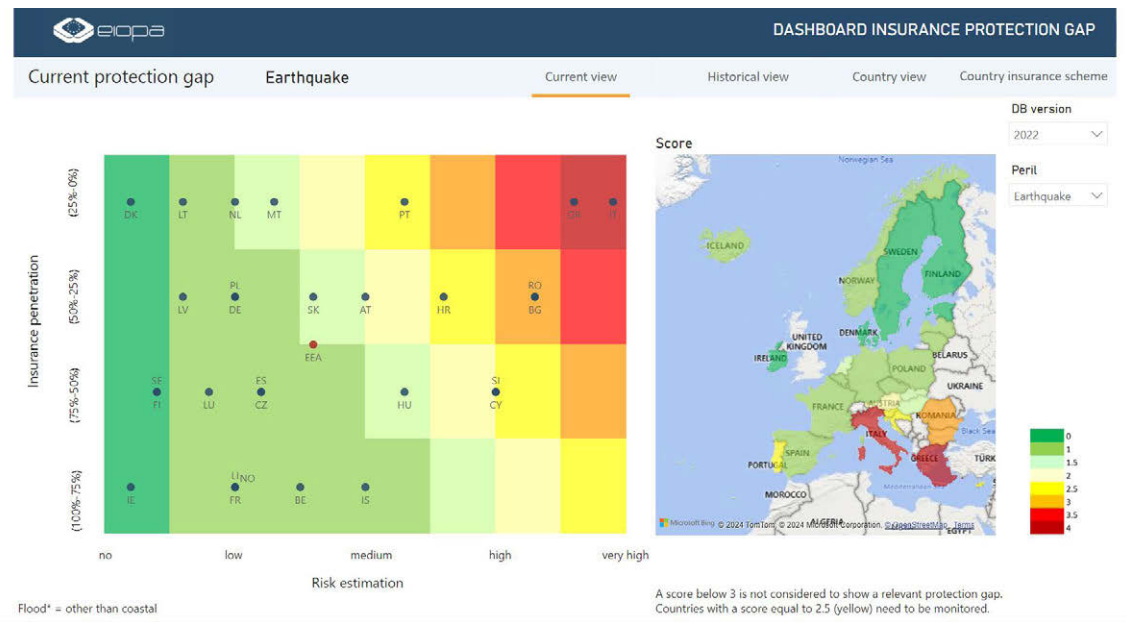 eiopa
DASHBOARD INSURANCE PROTECTION GAP
Current protection gap
Earthquake
Current view
Historical view
Country view
Country insurance scheme
DB version
2022
Peril
Earthquake
Insurance penetration
(25%-0%)
(50%-25%)
(75%-50%)
(100%-75%)
DK
LT
NL
MT
PT
GR
IT
LV
PL
DE
SK
AT
HR
RO
BG
EEA
SE
FI
LU
ES
CZ
HU
SI
CY
IE
LI
NO
FR
BE
IS
no
low
medium
high
very high
Risk estimation
Flood* = other than coastal
Score
Norwegian Sea
ICELAND
SWEDEN
FINLAND
NORWAY
UNITED
KINGDOM
DENMARK
IRELAND
BELARUS
POLAND
UKRAINE
FRANCE
AUSTRIA
ROMANIA
Black Sea
ITALY
SPAIN
PORTUGAL
GREECE
TÜRK
Mediterranean
MOROCCO
ALGERIA
EGYPT
Microsoft Bing
© 2024 TomTom, © 2024 Microsoft Corporation, © OpenStreetMap Terms
0
1
1.5
2
2.5
3
3.5
4
A score below 3 is not considered to show a relevant protection gap.
Countries with a score equal to 2.5 (yellow) need to be monitored.